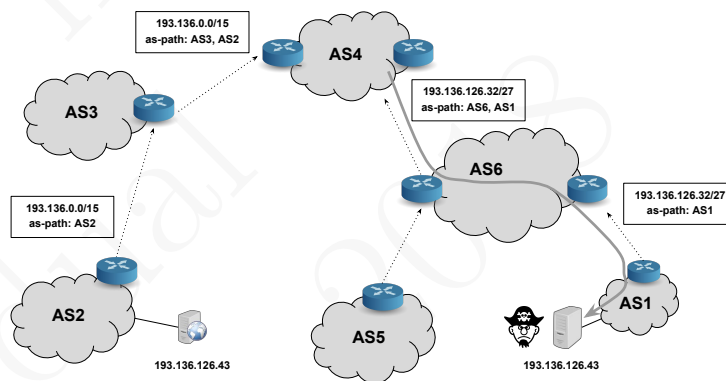 193.136.0.0/15
as-path: AS3, AS2
AS4
AS3
193.136.126.32/27
as-path: AS6, AS1
AS6
193.136.126.32/27
as-path: AS1
193.136.0.0/15
as-path: AS2
AS2
193.136.126.43
AS5
AS1
193.136.126.43